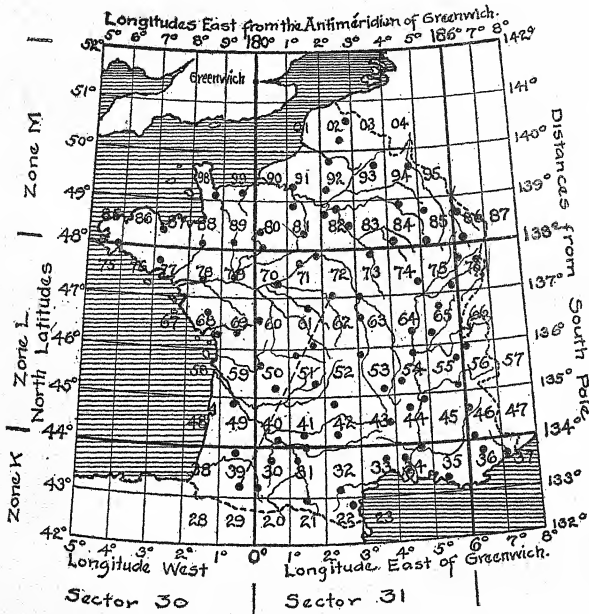 Longitudes East from the Antiméridian of Greenwich.
5° 6° 7° 8° 180° 1° 2° 3° 4° 5° 186° 7° 8°
52° 142°
Greenwich
51° 141°
01 02 03 04
50° 140°
98 99 90 91 92 93 94 95
49° 139°
85 86 87 88 89 80 81 82 83 84 85 86 87
48° 138°
75 76 77 78 79 70 71 72 73 74 75 76
47° 137°
67 68 69 60 61 62 63 64 65 66
46° 136°
58 59 50 51 52 53 54 55 56 57
45° 135°
48 49 40 41 42 43 44 45 46 47
44° 134°
38 39 30 31 32 33 34 35 36 37
43° 133°
28 29 20 21 22 23
42° 132°
5° 4° 3° 2° 1° 0° 1° 2° 3° 4° 5° 6° 7° 8°
Longitude West
Longitude East of Greenwich.
Sector 30
Sector 31
Zone M
Zone L
Zone K
North Latitudes
Distances from South Pole